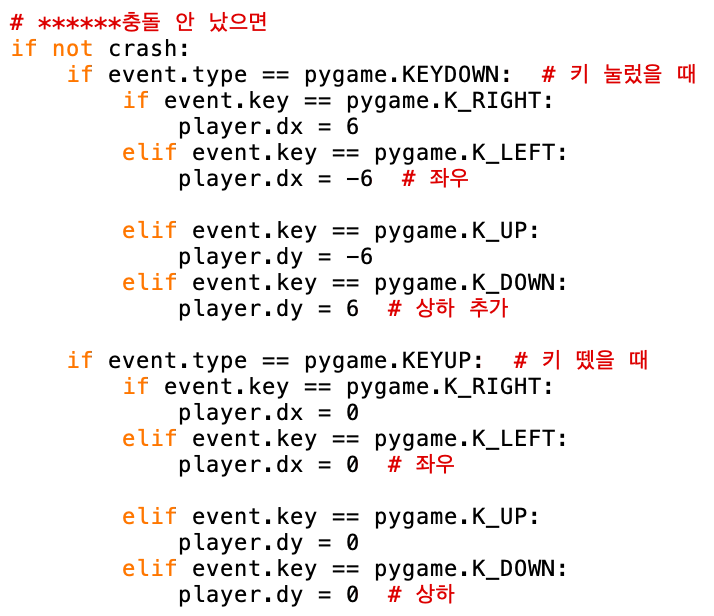 # ******충돌 안 났으면
if not crash:
    if event.type == pygame.KEYDOWN:  # 키 눌렀을 때
        if event.key == pygame.K_RIGHT:
            player.dx = 6
        elif event.key == pygame.K_LEFT:
            player.dx = -6  # 좌우

        elif event.key == pygame.K_UP:
            player.dy = -6
        elif event.key == pygame.K_DOWN:
            player.dy = 6  # 상하 추가

    if event.type == pygame.KEYUP:  # 키 뗐을 때
        if event.key == pygame.K_RIGHT:
            player.dx = 0
        elif event.key == pygame.K_LEFT:
            player.dx = 0  # 좌우

        elif event.key == pygame.K_UP:
            player.dy = 0
        elif event.key == pygame.K_DOWN:
            player.dy = 0  # 상하